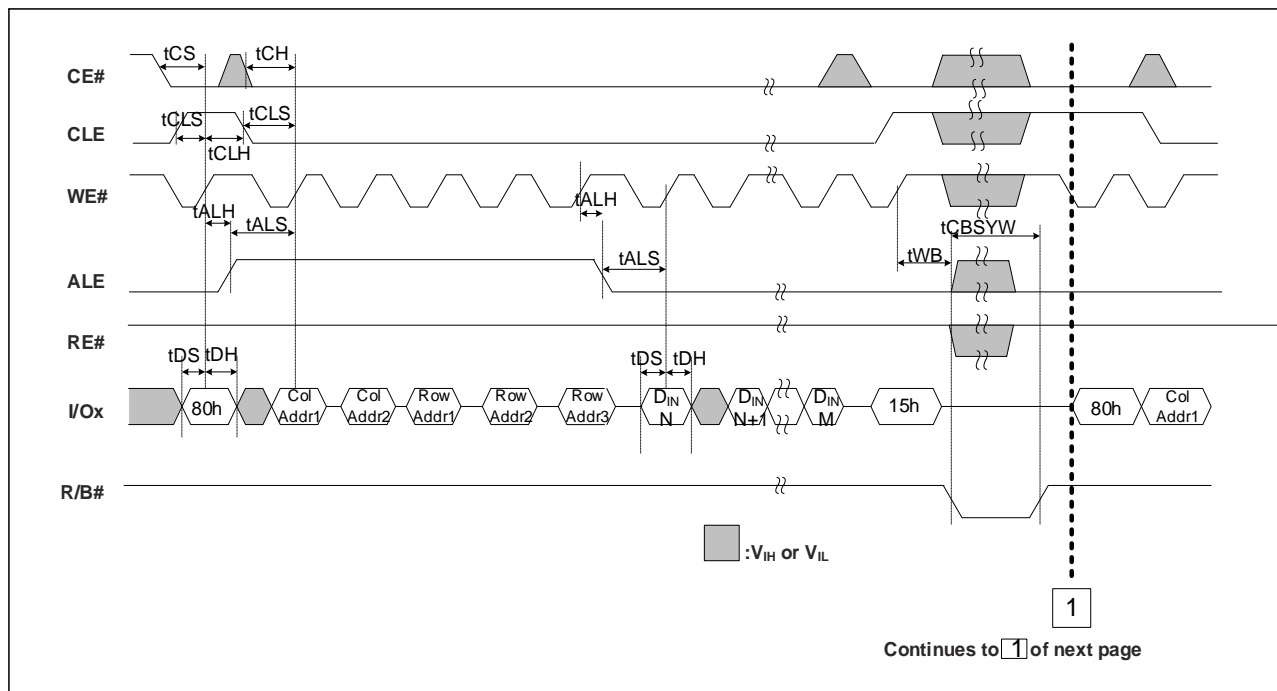 CE#
tCS
tCH
CLE
tCLS
tCLS
tCLH
WE#
tALH
tALS
tALH
tCBSYW
tWB
ALE
tALS
RE#
tDS
tDH
tDS
tDH
I/Ox
80h
Col Addr1
Col Addr2
Row Addr1
Row Addr2
Row Addr3
DIN N
DIN N+1
DIN M
15h
80h
Col Addr1
R/B#
:VIH or VIL
1
Continues to 1 of next page